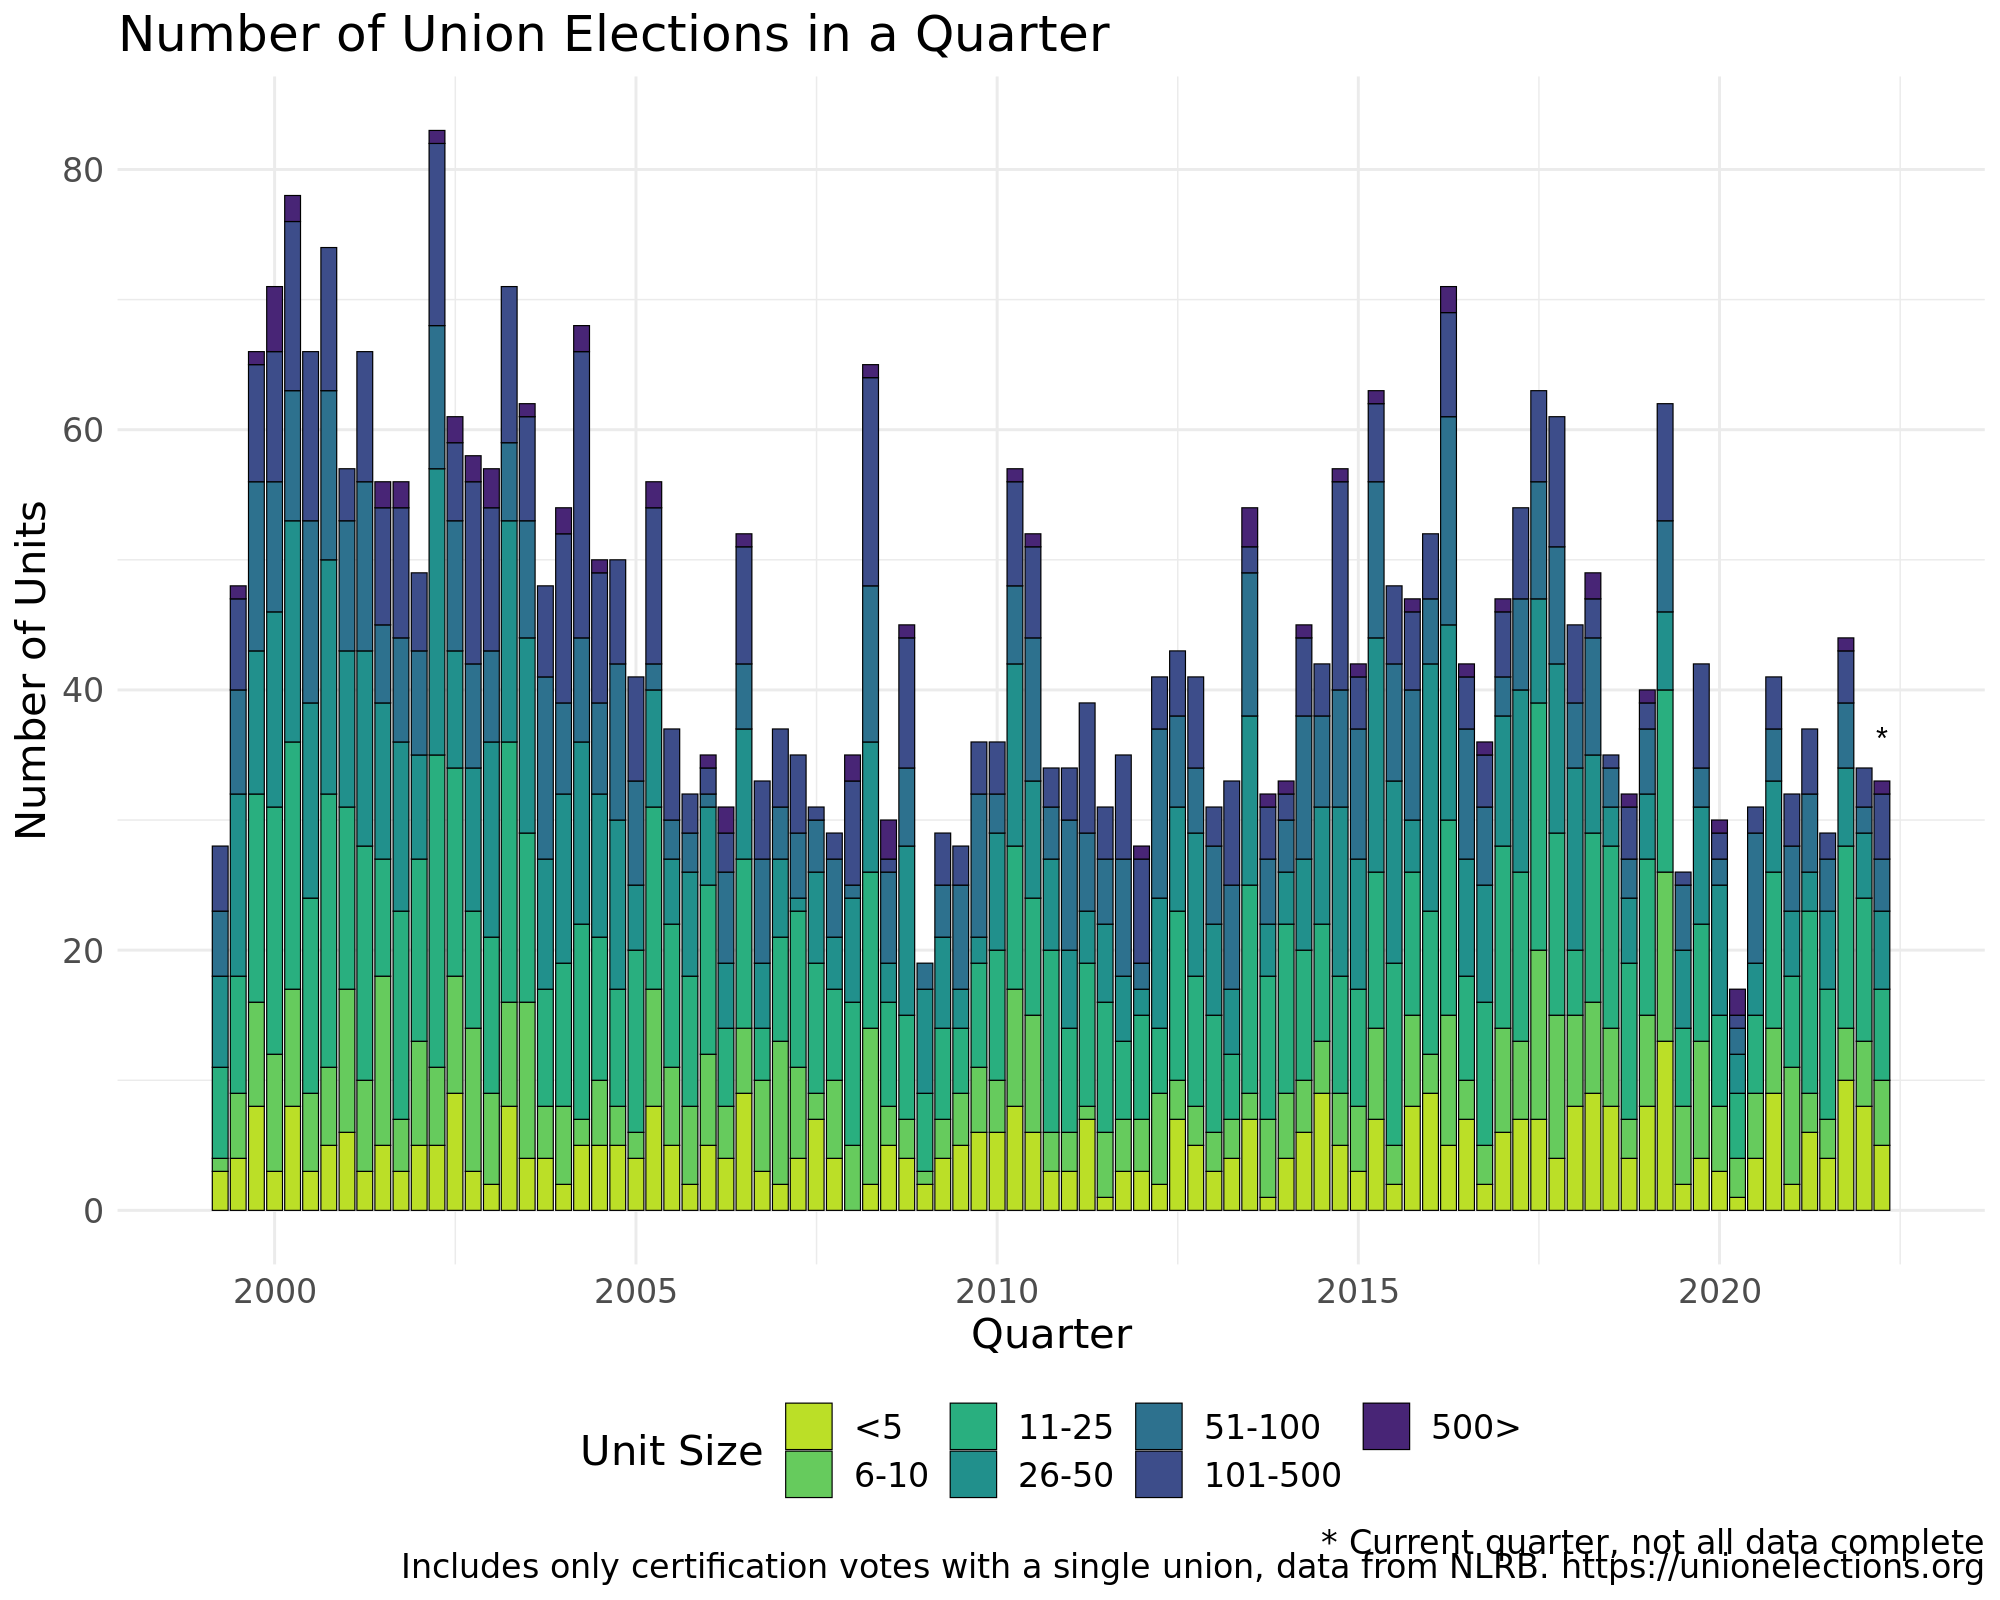 Number of Union Elections in a Quarter
Number of Units
80
60
40
20
0
*
2000 2005 2010 2015 2020
Quarter
Unit Size
<5 11-25 51-100 500>
6-10 26-50 101-500
* Current quarter, not all data complete
Includes only certification votes with a single union, data from NLRB. https://unionelections.org